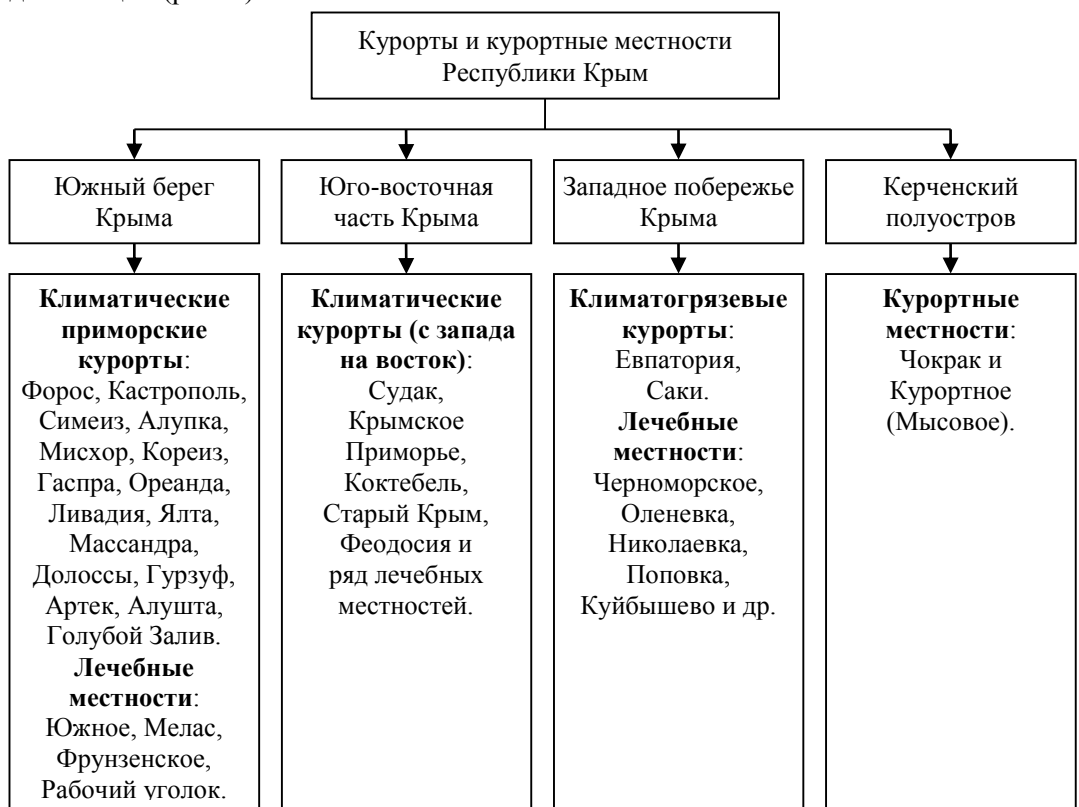 Курорты и курортные местности
Республики Крым
Южный берег
Крыма
Юго-восточная
часть Крыма
Западное побережье
Крыма
Керченский
полуостров
Климатические
приморские
курорты:
Форос, Кастрополь,
Симеиз, Алупка,
Мисхор, Кореиз,
Гаспра, Ореанда,
Ливадия, Ялта,
Массандра,
Долоссы, Гурзуф,
Артек, Алушта,
Голубой Залив.
Лечебные
местности:
Южное, Мелас,
Фрунзенское,
Рабочий уголок.
Климатические
курорты (с запада
на восток):
Судак,
Крымское
Приморье,
Коктебель,
Старый Крым,
Феодосия и
ряд лечебных
местностей.
Климатогрязевые
курорты:
Евпатория,
Саки.
Лечебные
местности:
Черноморское,
Оленевка,
Николаевка,
Поповка,
Куйбышево и др.
Курортные
местности:
Чокрак и
Курортное
(Мысовое).